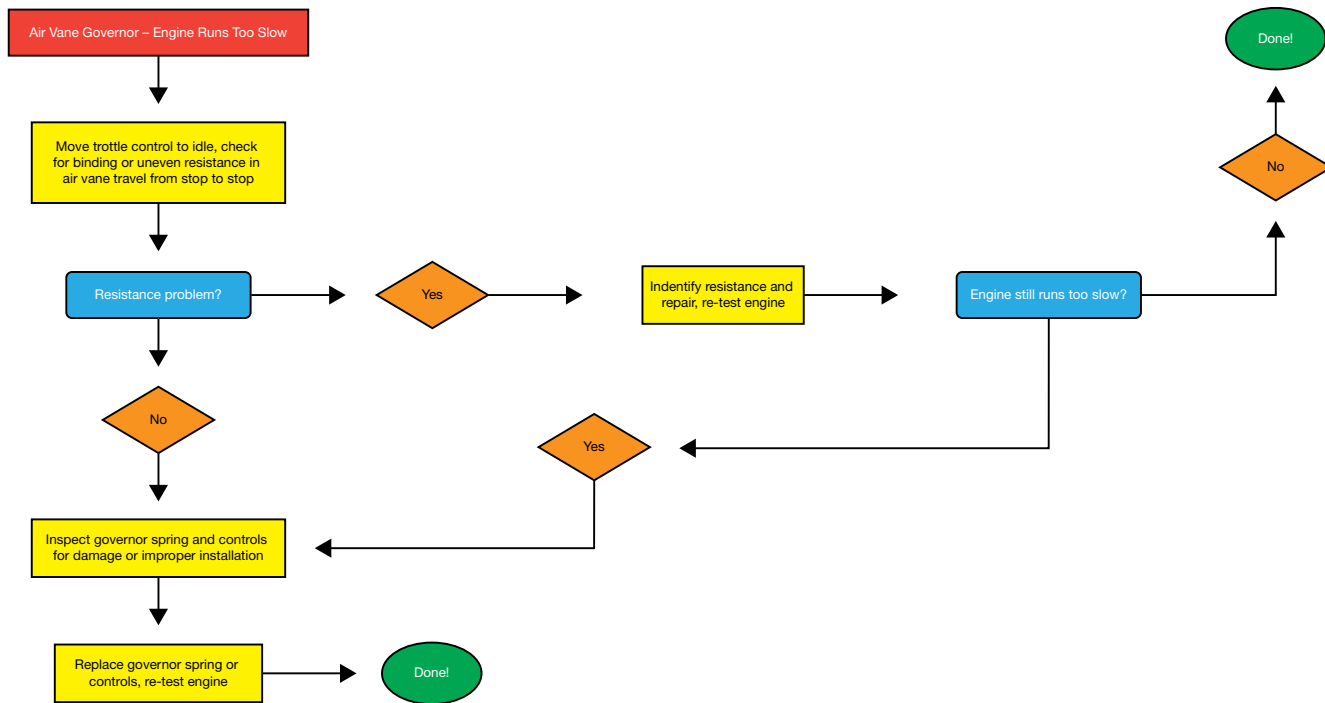 Air Vane Governor – Engine Runs Too Slow
Done!
Move trottle control to idle, check
for binding or uneven resistance in
air vane travel from stop to stop
No
Resistance problem?
Yes
Indentify resistance and
repair, re-test engine
Engine still runs too slow?
No
Yes
Inspect governor spring and controls
for damage or improper installation
Replace governor spring or
controls, re-test engine
Done!